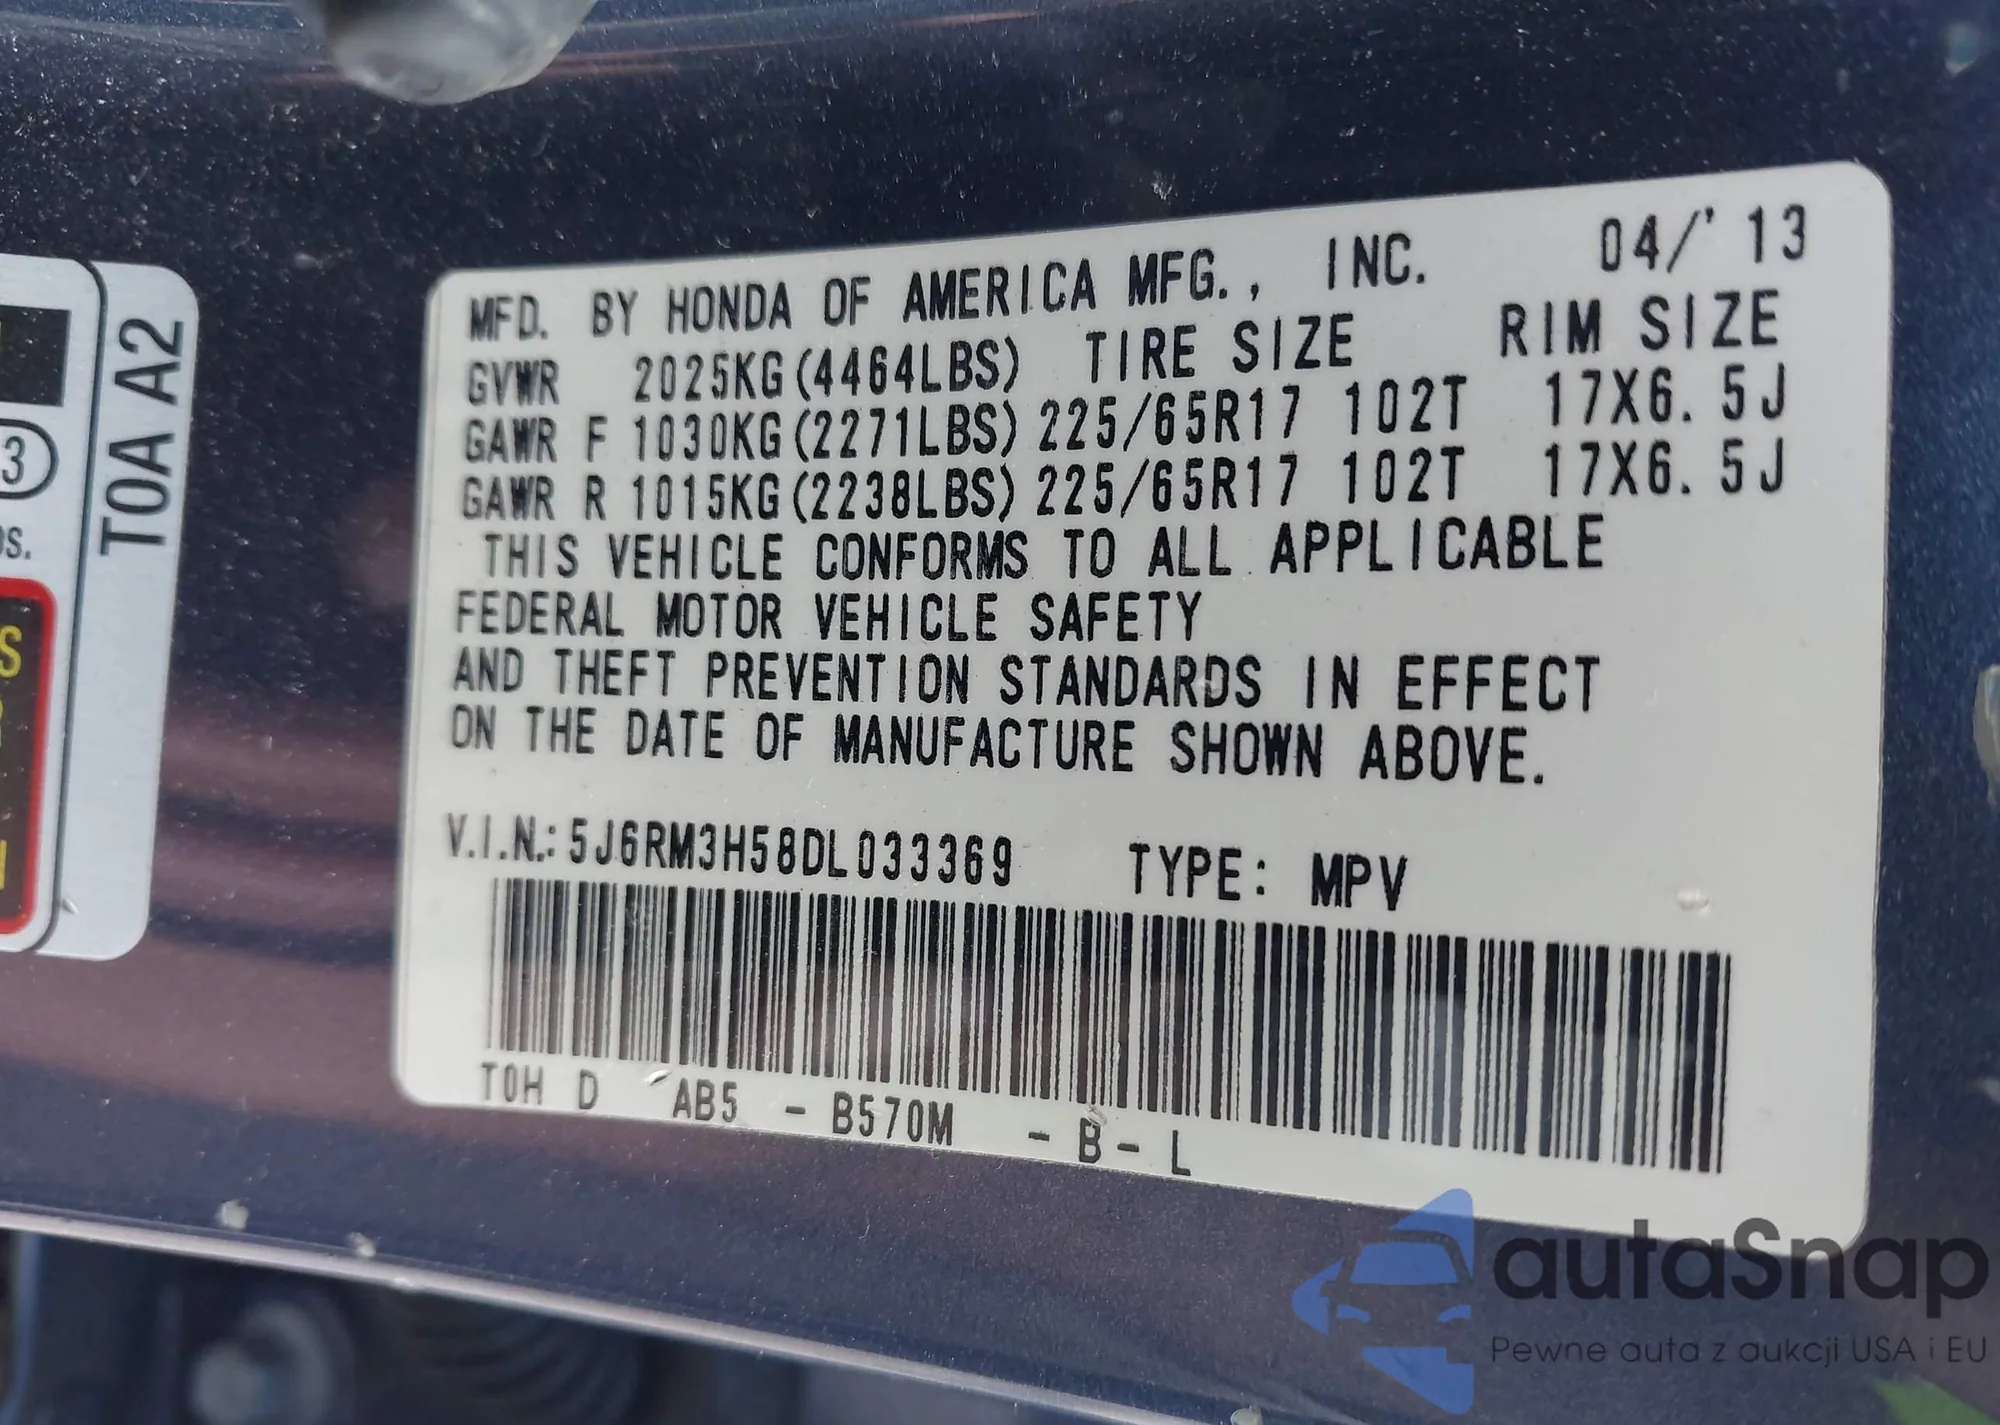 MFD. BY HONDA OF AMERICA MFG., INC. 04/'13
GVWR 2025KG(4464LBS) TIRE SIZE RIM SIZE
GAWR F 1030KG(2271LBS) 225/65R17 102T 17X6.5J
GAWR R 1015KG(2238LBS) 225/65R17 102T 17X6.5J
THIS VEHICLE CONFORMS TO ALL APPLICABLE
FEDERAL MOTOR VEHICLE SAFETY
AND THEFT PREVENTION STANDARDS IN EFFECT
ON THE DATE OF MANUFACTURE SHOWN ABOVE.
V.I.N.: 5J6RM3H58DL033369 TYPE: MPV
T0H D AB5 - B570M - B - L
T0A A2
3
s.
S
autaSnap
Pewne auta z aukcji USA i EU